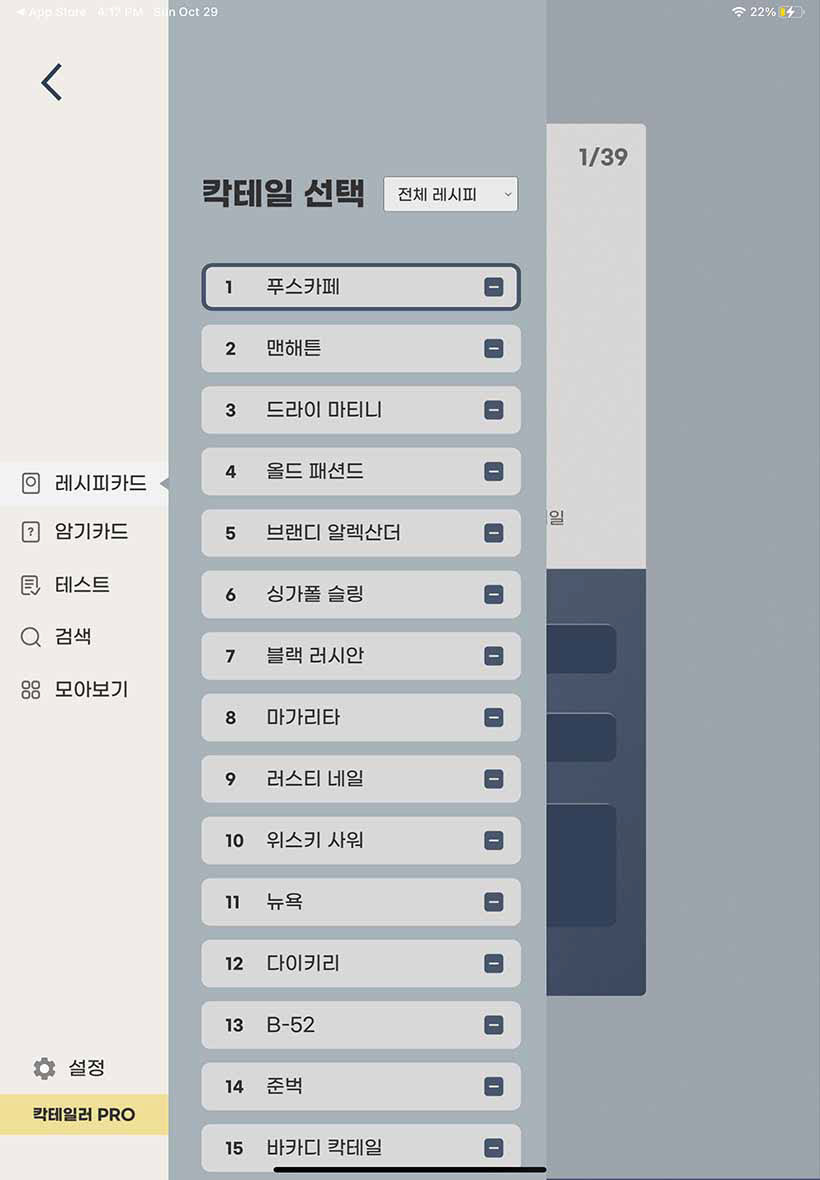 App Store 4:17 PM Sun Oct 29
22%
1/39
칵테일 선택
전체 레시피
1 푸스카페
2 맨해튼
3 드라이 마티니
4 올드 패션드
5 브랜디 알렉산더
6 싱가폴 슬링
7 블랙 러시안
8 마가리타
9 러스티 네일
10 위스키 사워
11 뉴욕
12 다이키리
13 B-52
14 준벅
15 바카디 칵테일
레시피카드
암기카드
?
테스트
검색
모아보기
일
설정
칵테일러 PRO